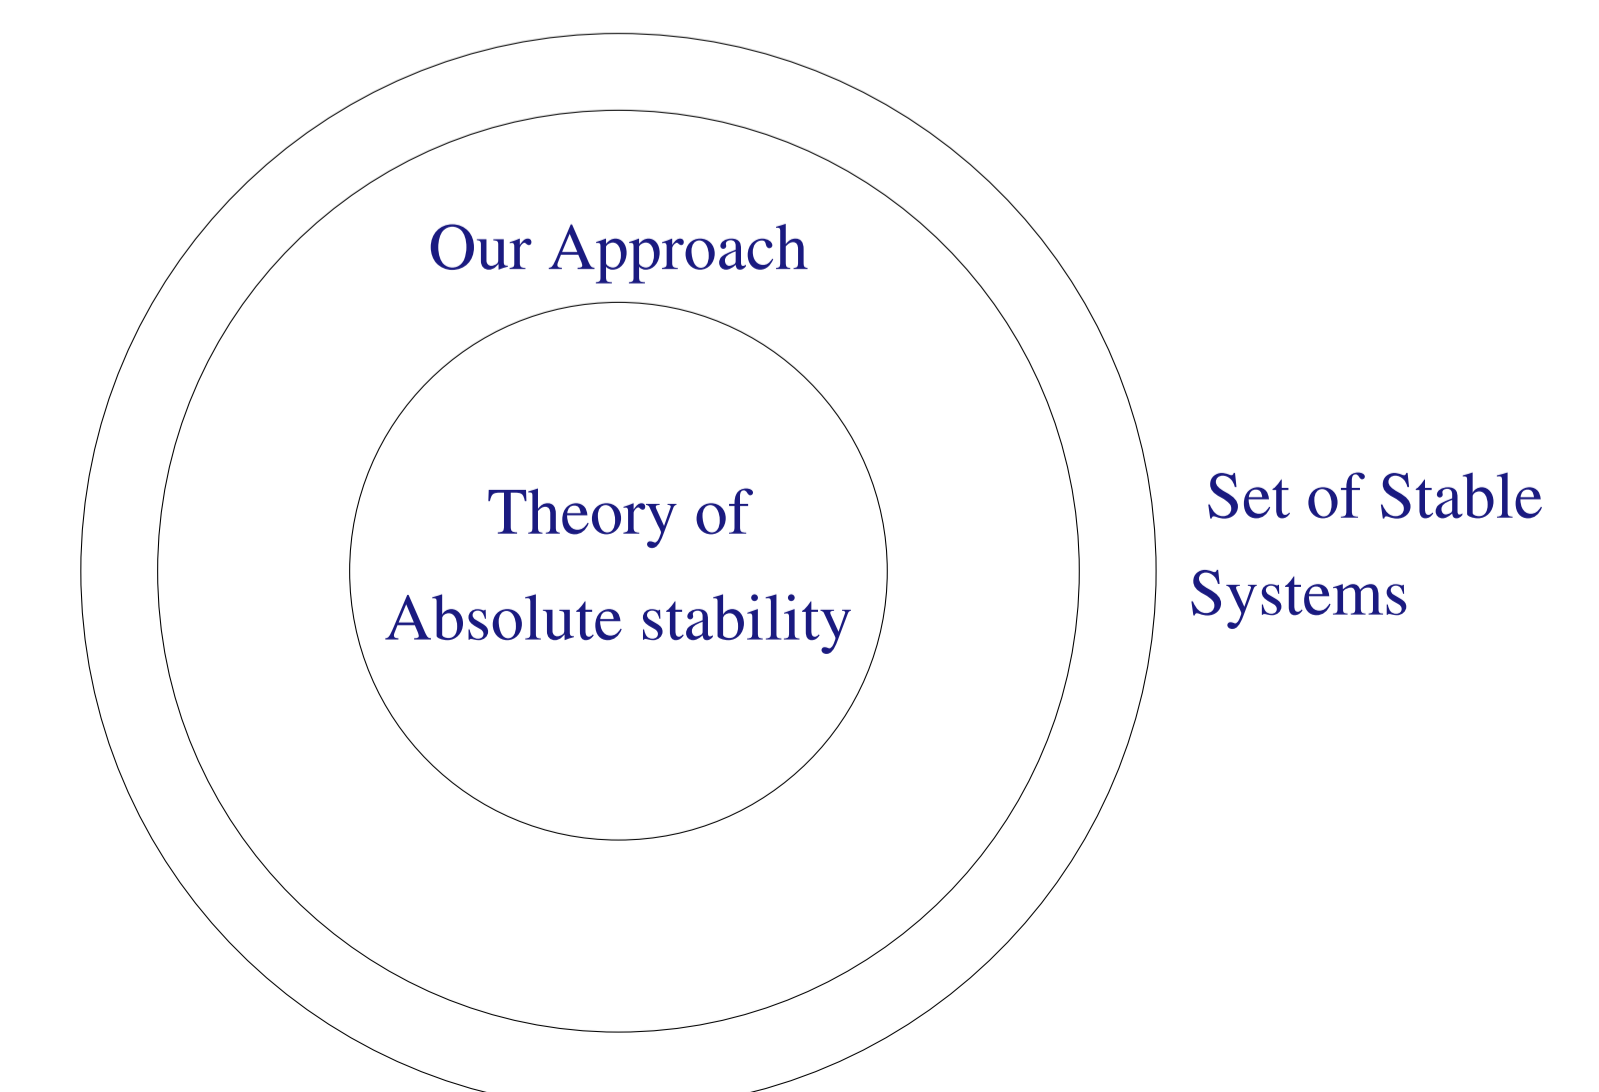 Our Approach
Theory of
Absolute stability
Set of Stable
Systems